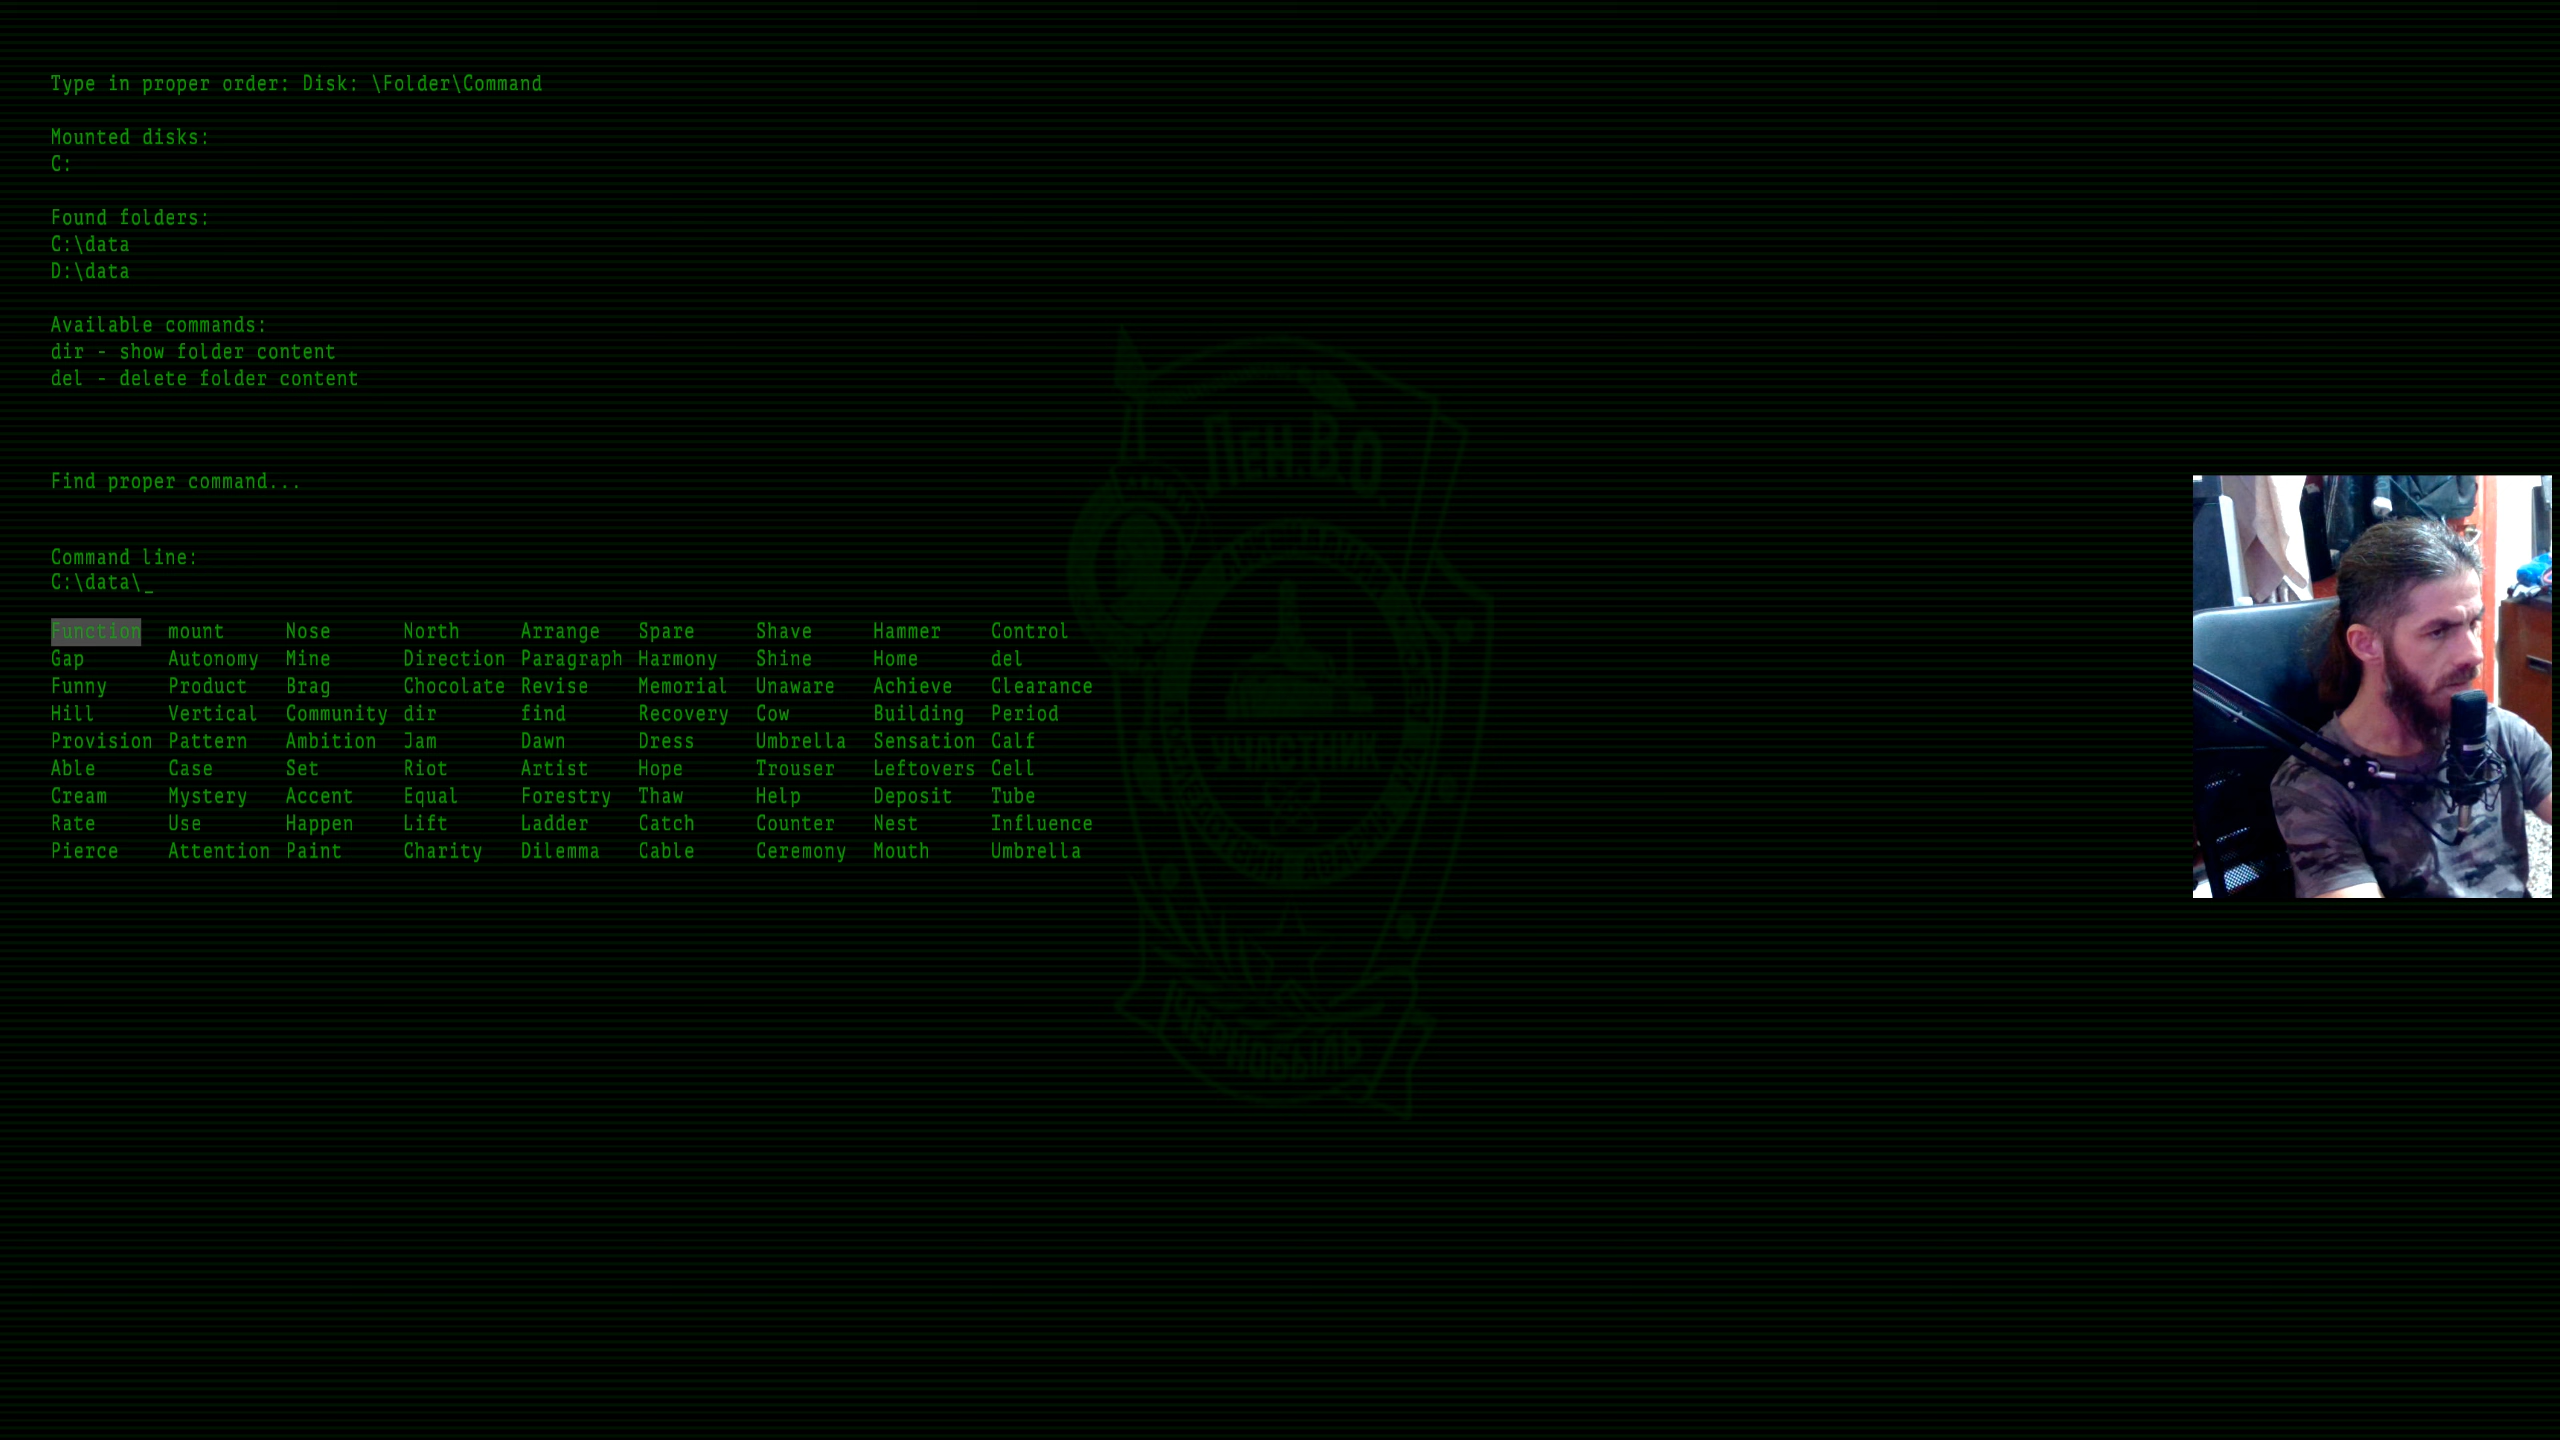 Type in proper order: Disk: \Folder\Command
Mounted disks:
C:
Found folders:
C:\data
D:\data
Available commands:
dir - show folder content
del - delete folder content
Find proper command...
Command line:
C:\data\_
Function mount Nose North Arrange Spare Shave Hammer Control
Gap Autonomy Mine Direction Paragraph Harmony Shine Home del
Funny Product Brag Chocolate Revise Memorial Unaware Achieve Clearance
Hill Vertical Community dir find Recovery Cow Building Period
Provision Pattern Ambition Jam Dawn Dress Umbrella Sensation Calf
Able Case Set Riot Artist Hope Trouser Leftovers Cell
Cream Mystery Accent Equal Forestry Thaw Help Deposit Tube
Rate Use Happen Lift Ladder Catch Counter Nest Influence
Pierce Attention Paint Charity Dilemma Cable Ceremony Mouth Umbrella
Лен.В.О.
УЧАСТНИК
ЧЕРНОБЫЛЬ